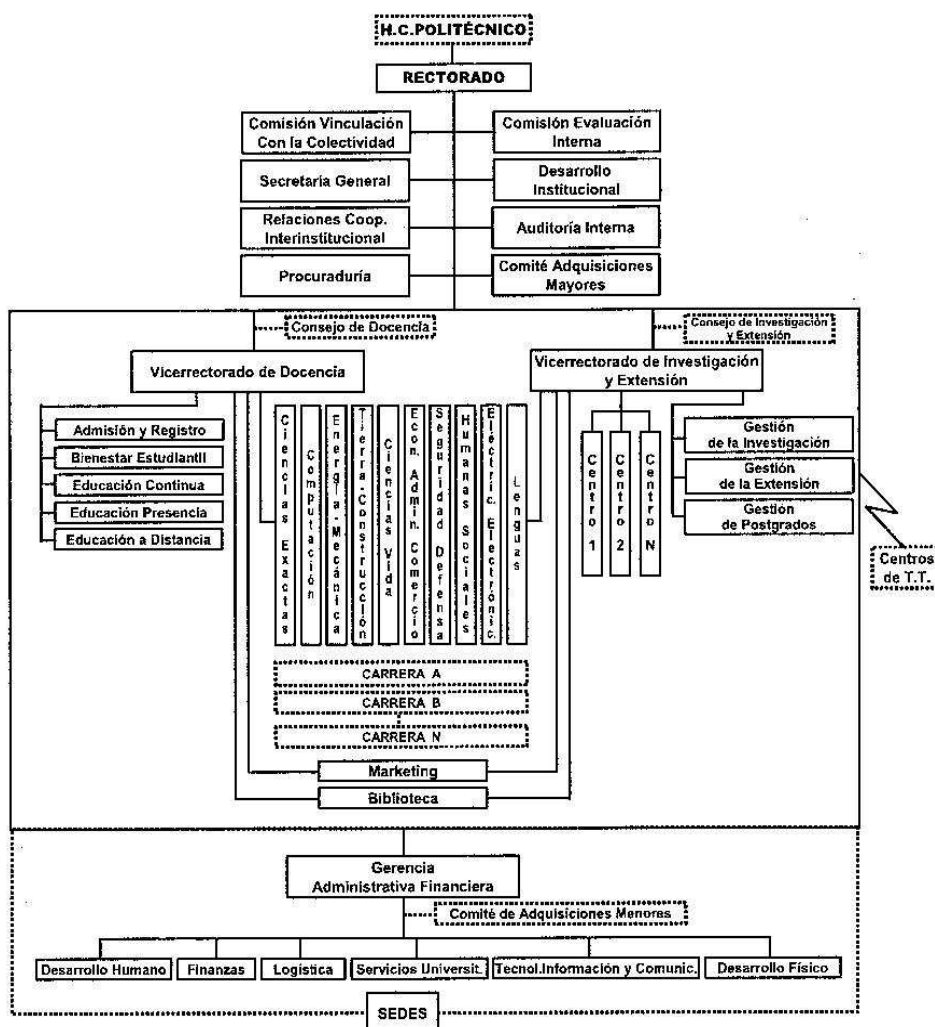 H.C.POLITÉCNICO
RECTORADO
Comisión Vinculación
Con la Colectividad
Comisión Evaluación
Interna
Secretaria General
Desarrollo
Institucional
Relaciones Coop.
Interinstitucional
Auditoría Interna
Procuraduría
Comité Adquisiciones
Mayores
Consejo de Docencia
Consejo de Investigación
y Extensión
Vicerrectorado de Docencia
Vicerrectorado de Investigación
y Extensión
Admisión y Registro
Bienestar Estudiantil
Educación Continua
Educación Presencia
Educación a Distancia
Ciencias Exactas
Computación
Energía-Mecánica
Tierra-Construcción
Ciencias Vida
Econ. Admin. Comercio
Seguridad Defensa
Humanas Sociales
Eléctric. Electrónic.
Lenguas
Centro 1
Centro 2
Centro N
Gestión
de la Investigación
Gestión
de la Extensión
Gestión
de Postgrados
Centros
de T.T.
CARRERA A
CARRERA B
CARRERA N
Marketing
Biblioteca
Gerencia
Administrativa Financiera
Comité de Adquisiciones Menores
Desarrollo Humano
Finanzas
Logística
Servicios Universit.
Tecnol.Información y Comunic.
Desarrollo Físico
SEDES